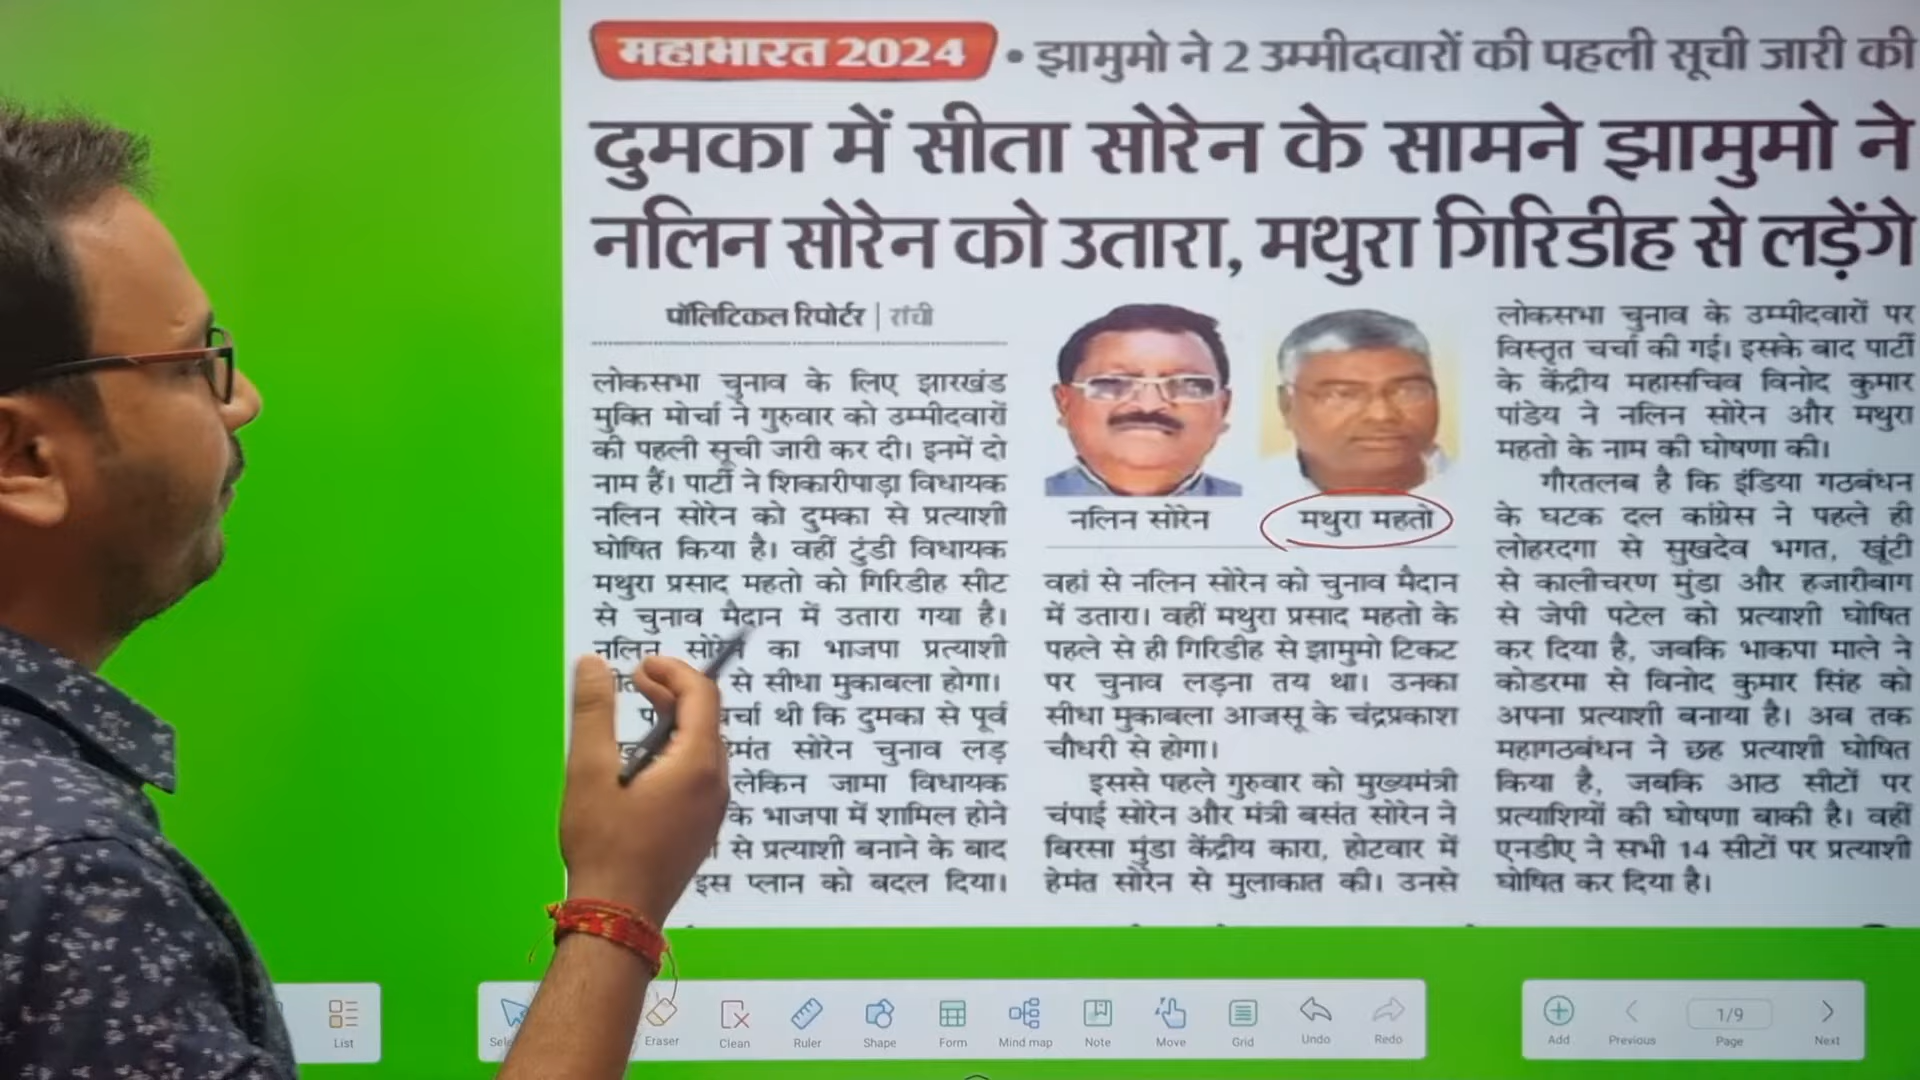 महाभारत 2024 • झामुमो ने 2 उम्मीदवारों की पहली सूची जारी की
दुमका में सीता सोरेन के सामने झामुमो ने
नलिन सोरेन को उतारा, मथुरा गिरिडीह से लड़ेंगे
पॉलिटिकल रिपोर्टर | रांची
लोकसभा चुनाव के लिए झारखंड
मुक्ति मोर्चा ने गुरुवार को उम्मीदवारों
की पहली सूची जारी कर दी। इनमें दो
नाम हैं। पार्टी ने शिकारीपाड़ा विधायक
नलिन सोरेन को दुमका से प्रत्याशी
घोषित किया है। वहीं टुंडी विधायक
मथुरा प्रसाद महतो को गिरिडीह सीट
से चुनाव मैदान में उतारा गया है।
नलिन सोरेन का भाजपा प्रत्याशी
से सीधा मुकाबला होगा।
चर्चा थी कि दुमका से पूर्व
हेमंत सोरेन चुनाव लड़
लेकिन जामा विधायक
के भाजपा में शामिल होने
से प्रत्याशी बनाने के बाद
इस प्लान को बदल दिया।
नलिन सोरेन
मथुरा महतो
वहां से नलिन सोरेन को चुनाव मैदान
में उतारा। वहीं मथुरा प्रसाद महतो के
पहले से ही गिरिडीह से झामुमो टिकट
पर चुनाव लड़ना तय था। उनका
सीधा मुकाबला आजसू के चंद्रप्रकाश
चौधरी से होगा।
इससे पहले गुरुवार को मुख्यमंत्री
चंपाई सोरेन और मंत्री बसंत सोरेन ने
बिरसा मुंडा केंद्रीय कारा, होटवार में
हेमंत सोरेन से मुलाकात की। उनसे
लोकसभा चुनाव के उम्मीदवारों पर
विस्तृत चर्चा की गई। इसके बाद पार्टी
के केंद्रीय महासचिव विनोद कुमार
पांडेय ने नलिन सोरेन और मथुरा
महतो के नाम की घोषणा की।
गौरतलब है कि इंडिया गठबंधन
के घटक दल कांग्रेस ने पहले ही
लोहरदगा से सुखदेव भगत, खूंटी
से कालीचरण मुंडा और हजारीबाग
से जेपी पटेल को प्रत्याशी घोषित
कर दिया है, जबकि भाकपा माले ने
कोडरमा से विनोद कुमार सिंह को
अपना प्रत्याशी बनाया है। अब तक
महागठबंधन ने छह प्रत्याशी घोषित
किया है, जबकि आठ सीटों पर
प्रत्याशियों की घोषणा बाकी है। वहीं
एनडीए ने सभी 14 सीटों पर प्रत्याशी
घोषित कर दिया है।
List
Eraser
Clean
Ruler
Shape
Form
Mind map
Note
Move
Grid
Undo
Redo
Add
Previous
1/9
Page
Next